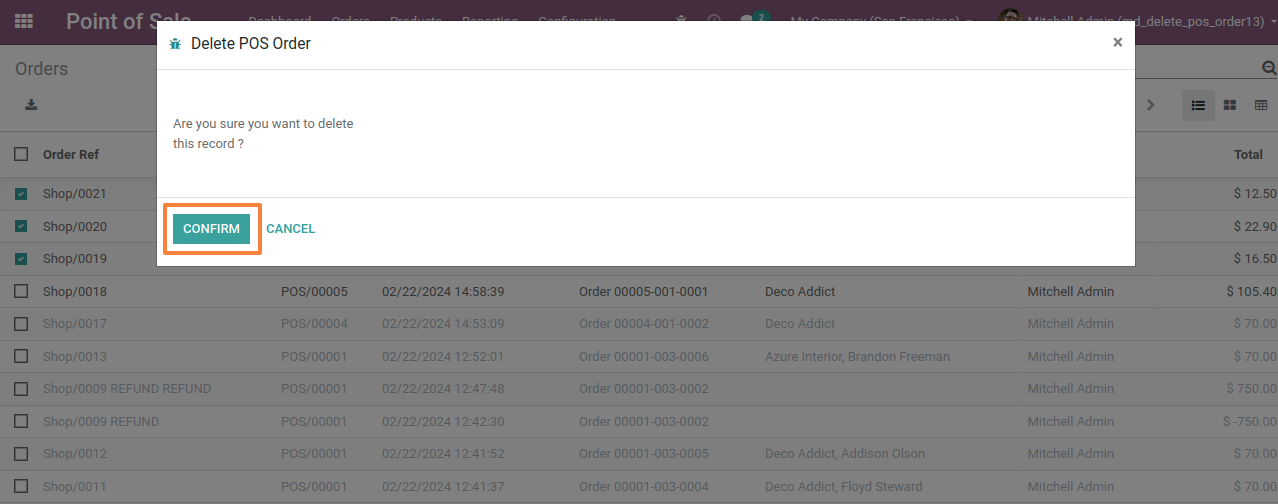 Point of Sale Dashboard Orders Products Reporting Configuration 2 My Company (San Francisco) Mitchell Admin (md_delete_pos_order13)
Delete POS Order ×
Orders
Are you sure you want to delete
this record ?
Order Ref Total
Shop/0021 $ 12.50
Shop/0020 $ 22.90
CONFIRM CANCEL
Shop/0019 $ 16.50
Shop/0018 POS/00005 02/22/2024 14:58:39 Order 00005-001-0001 Deco Addict Mitchell Admin $ 105.40
Shop/0017 POS/00004 02/22/2024 14:53:09 Order 00004-001-0002 Deco Addict Mitchell Admin $ 70.00
Shop/0013 POS/00001 02/22/2024 12:52:01 Order 00001-003-0006 Azure Interior, Brandon Freeman Mitchell Admin $ 70.00
Shop/0009 REFUND REFUND POS/00001 02/22/2024 12:47:48 Order 00001-003-0002 Mitchell Admin $ 750.00
Shop/0009 REFUND POS/00001 02/22/2024 12:42:30 Order 00001-003-0002 Mitchell Admin $ -750.00
Shop/0012 POS/00001 02/22/2024 12:41:52 Order 00001-003-0005 Deco Addict, Addison Olson Mitchell Admin $ 70.00
Shop/0011 POS/00001 02/22/2024 12:41:37 Order 00001-003-0004 Deco Addict, Floyd Steward Mitchell Admin $ 70.00